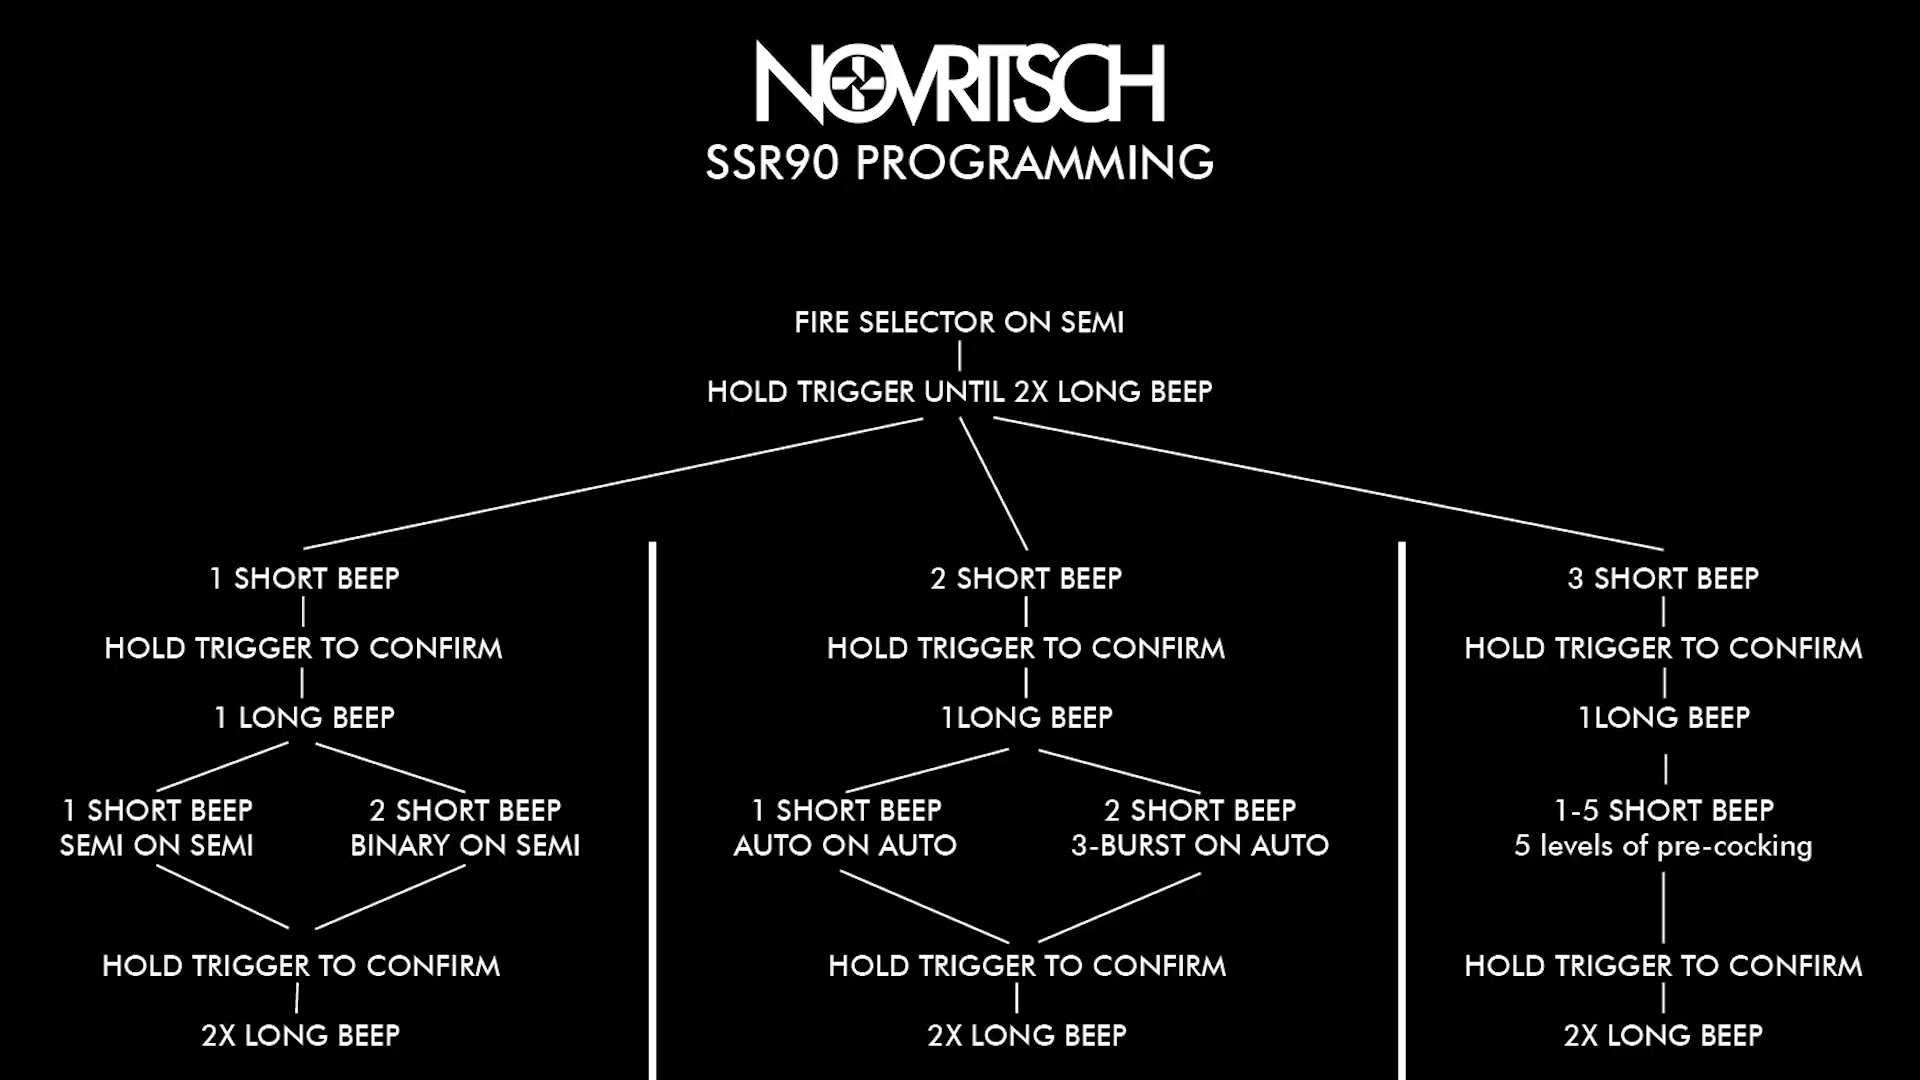 NOVRITSCH
SSR90 PROGRAMMING
FIRE SELECTOR ON SEMI
HOLD TRIGGER UNTIL 2X LONG BEEP
1 SHORT BEEP
HOLD TRIGGER TO CONFIRM
1 LONG BEEP
1 SHORT BEEP
SEMI ON SEMI
2 SHORT BEEP
BINARY ON SEMI
HOLD TRIGGER TO CONFIRM
2X LONG BEEP
2 SHORT BEEP
HOLD TRIGGER TO CONFIRM
1LONG BEEP
1 SHORT BEEP
AUTO ON AUTO
2 SHORT BEEP
3-BURST ON AUTO
HOLD TRIGGER TO CONFIRM
2X LONG BEEP
3 SHORT BEEP
HOLD TRIGGER TO CONFIRM
1LONG BEEP
1-5 SHORT BEEP
5 levels of pre-cocking
HOLD TRIGGER TO CONFIRM
2X LONG BEEP